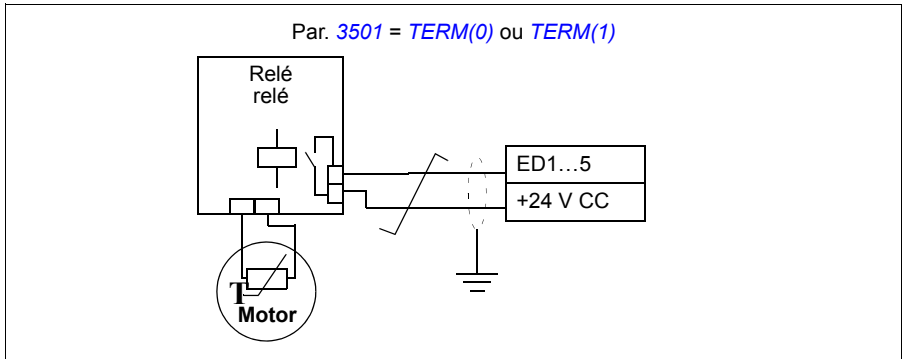 Par. 3501 = TERM(0) ou TERM(1)
Relé
relé
ED1…5
+24 V CC
T
Motor